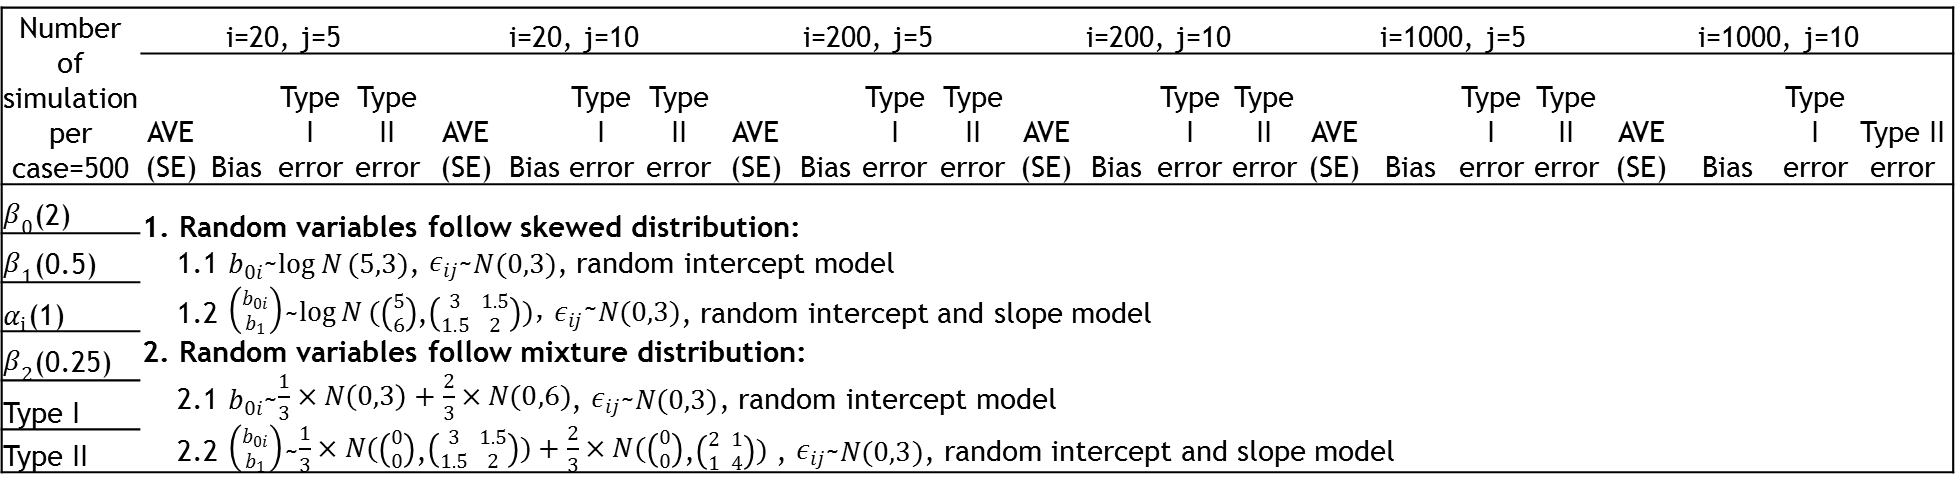 Number of simulation per case=500
i=20, j=5 i=20, j=10 i=200, j=5 i=200, j=10 i=1000, j=5 i=1000, j=10
AVE (SE) Bias Type I error Type II error AVE (SE) Bias Type I error Type II error AVE (SE) Bias Type I error Type II error AVE (SE) Bias Type I error Type II error AVE (SE) Bias Type I error Type II error AVE (SE) Bias Type I error Type II error
β₀(2)
β₁(0.5)
αᵢ(1)
β₂(0.25)
Type I
Type II
1. Random variables follow skewed distribution:
1.1 b₀ᵢ~log N (5,3), ϵᵢⱼ~N(0,3), random intercept model
1.2 (b₀ᵢ b₁)~log N ((5 6),(3 1.5 1.5 2)), ϵᵢⱼ~N(0,3), random intercept and slope model
2. Random variables follow mixture distribution:
2.1 b₀ᵢ~1/3 × N(0,3) + 2/3 × N(0,6), ϵᵢⱼ~N(0,3), random intercept model
2.2 (b₀ᵢ b₁)~1/3 × N((0 0),(3 1.5 1.5 2)) + 2/3 × N((0 0),(2 1 1 4)) , ϵᵢⱼ~N(0,3), random intercept and slope model